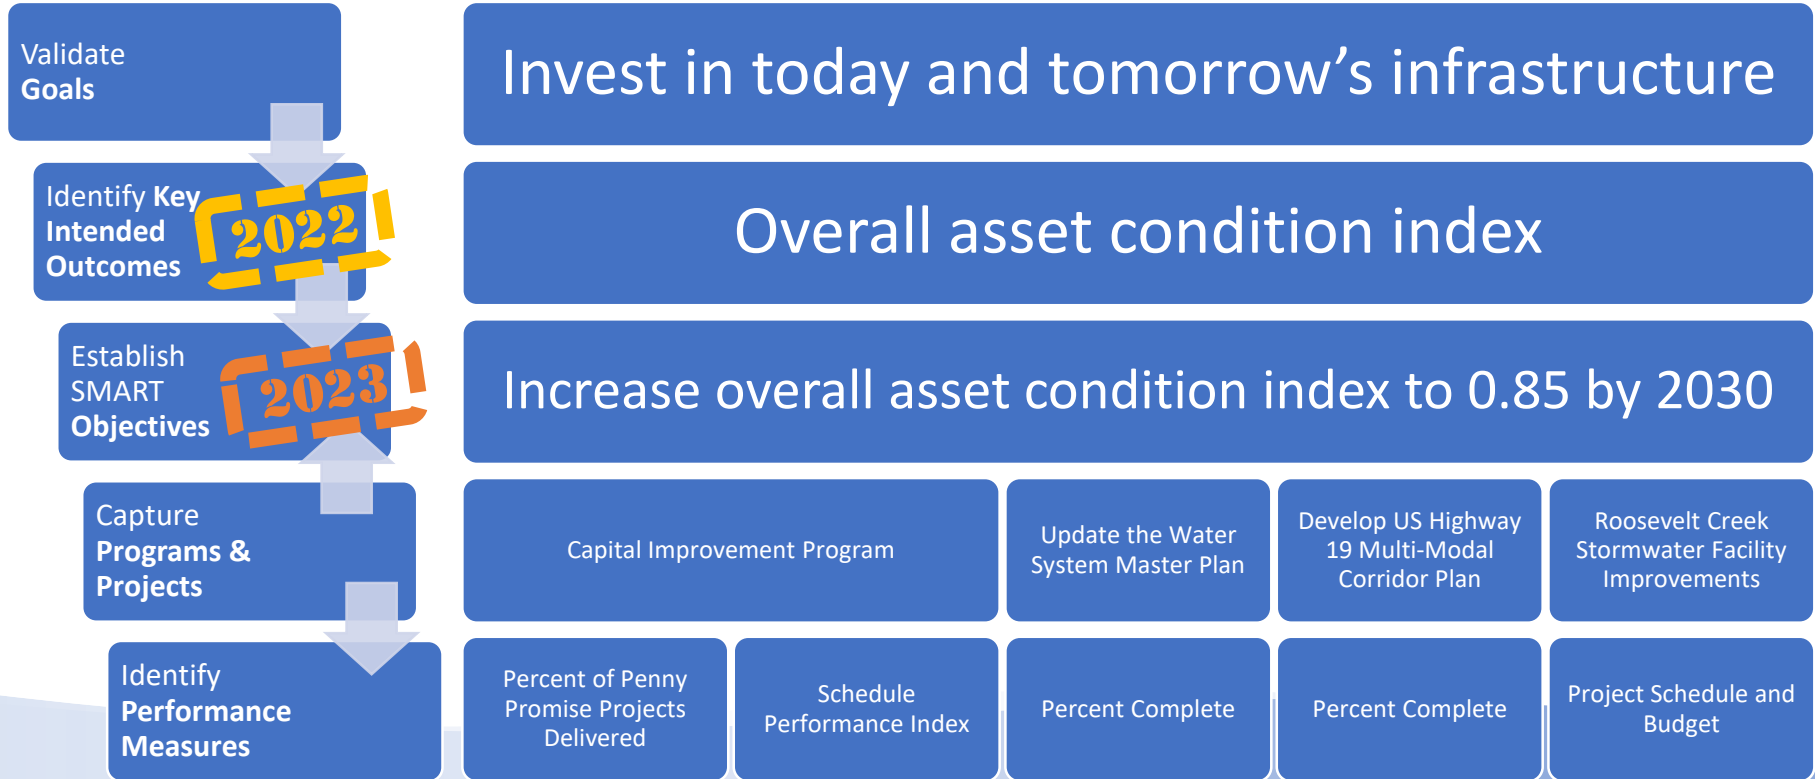 Validate
Goals
Invest in today and tomorrow’s infrastructure
Identify Key
Intended
Outcomes
2022
Overall asset condition index
Establish
SMART
Objectives
2023
Increase overall asset condition index to 0.85 by 2030
Capture
Programs &
Projects
Capital Improvement Program
Update the Water
System Master Plan
Develop US Highway
19 Multi-Modal
Corridor Plan
Roosevelt Creek
Stormwater Facility
Improvements
Identify
Performance
Measures
Percent of Penny
Promise Projects
Delivered
Schedule
Performance Index
Percent Complete
Percent Complete
Project Schedule and
Budget